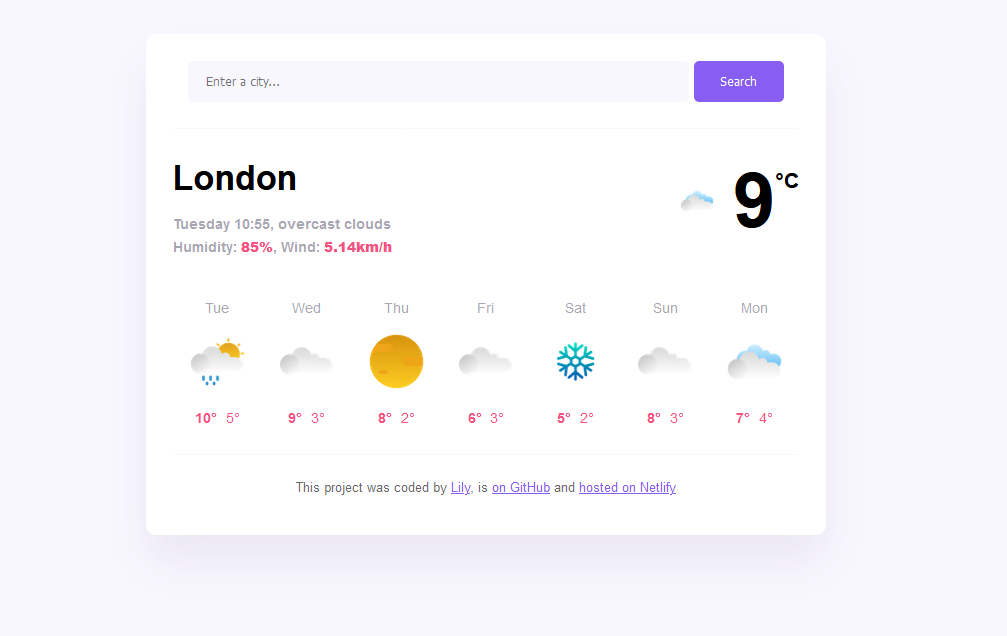 Enter a city...
Search
London
9°C
Tuesday 10:55, overcast clouds
Humidity: 85%, Wind: 5.14km/h
Tue Wed Thu Fri Sat Sun Mon
10° 5° 9° 3° 8° 2° 6° 3° 5° 2° 8° 3° 7° 4°
This project was coded by Lily, is on GitHub and hosted on Netlify